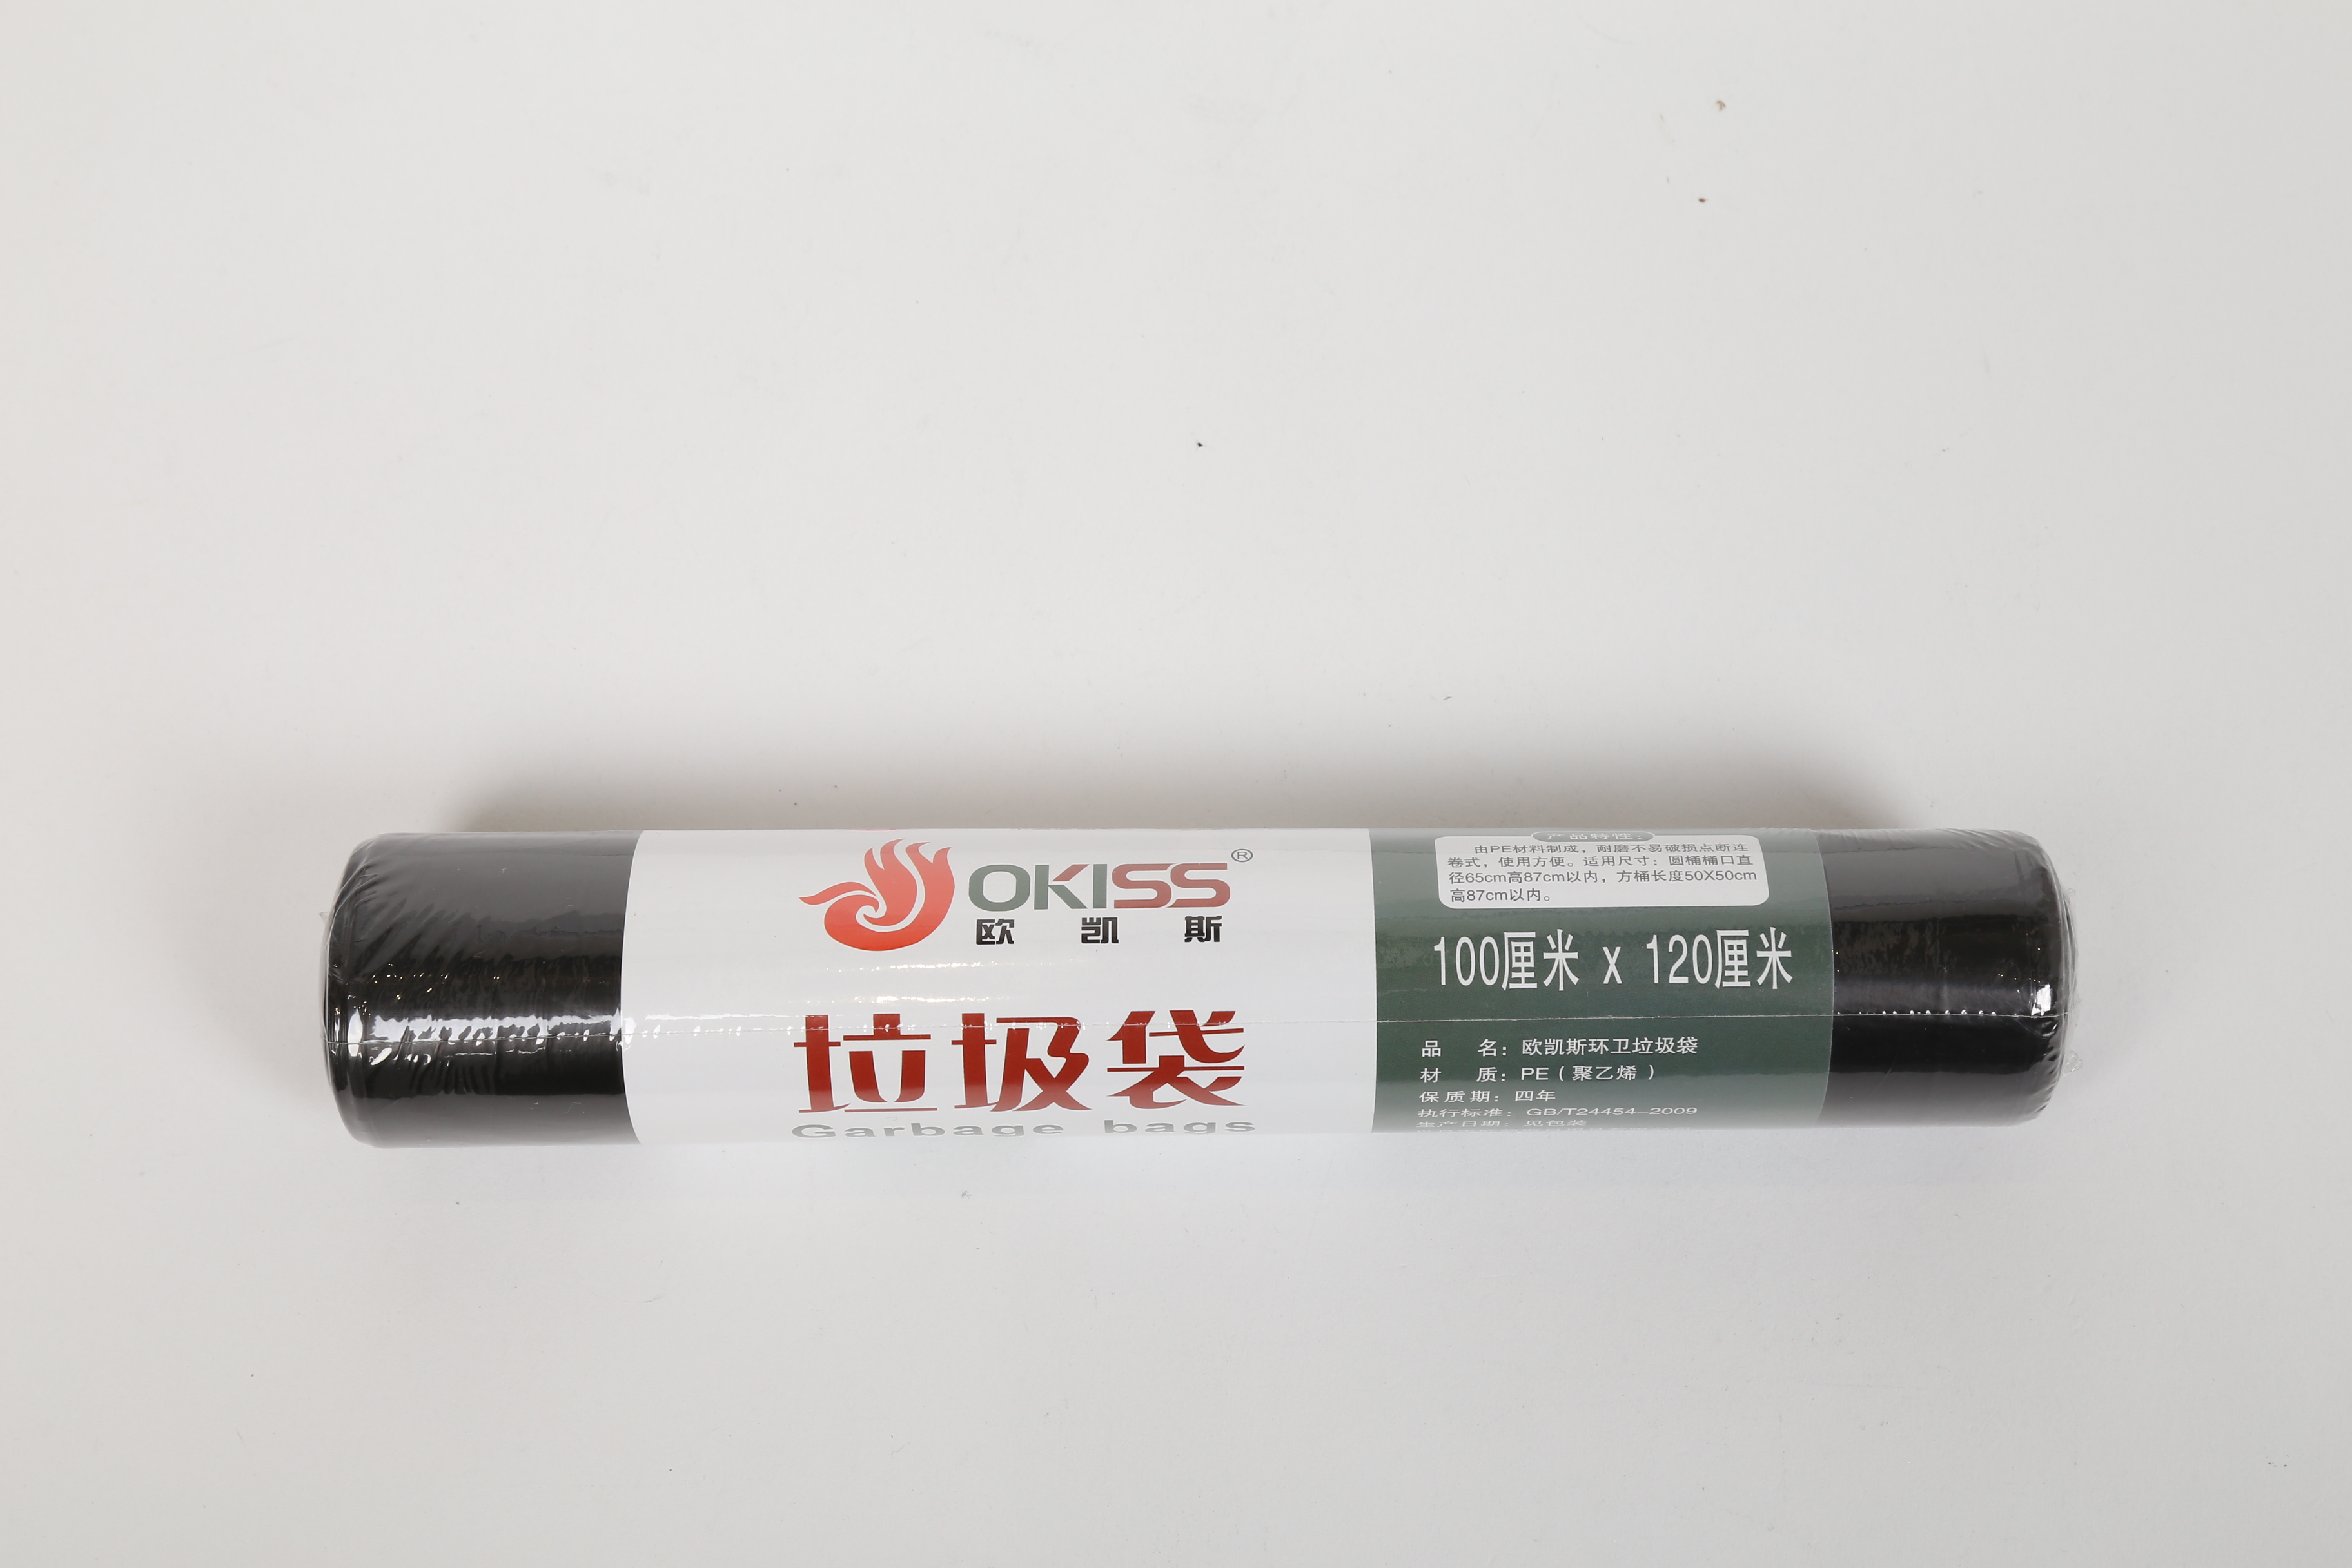 OKISS®
欧凯斯
垃圾袋
Garbage bags
产品特性：
由PE材料制成，耐磨不易破损点断连
卷式，使用方便。适用尺寸：圆桶桶口直
径65cm高87cm以内，方桶长度50X50cm
高87cm以内。
100厘米 x 120厘米
品 名：欧凯斯环卫垃圾袋
材 质：PE（聚乙烯）
保质期：四年
执行标准：GB/T24454-2009
生产日期：见包装